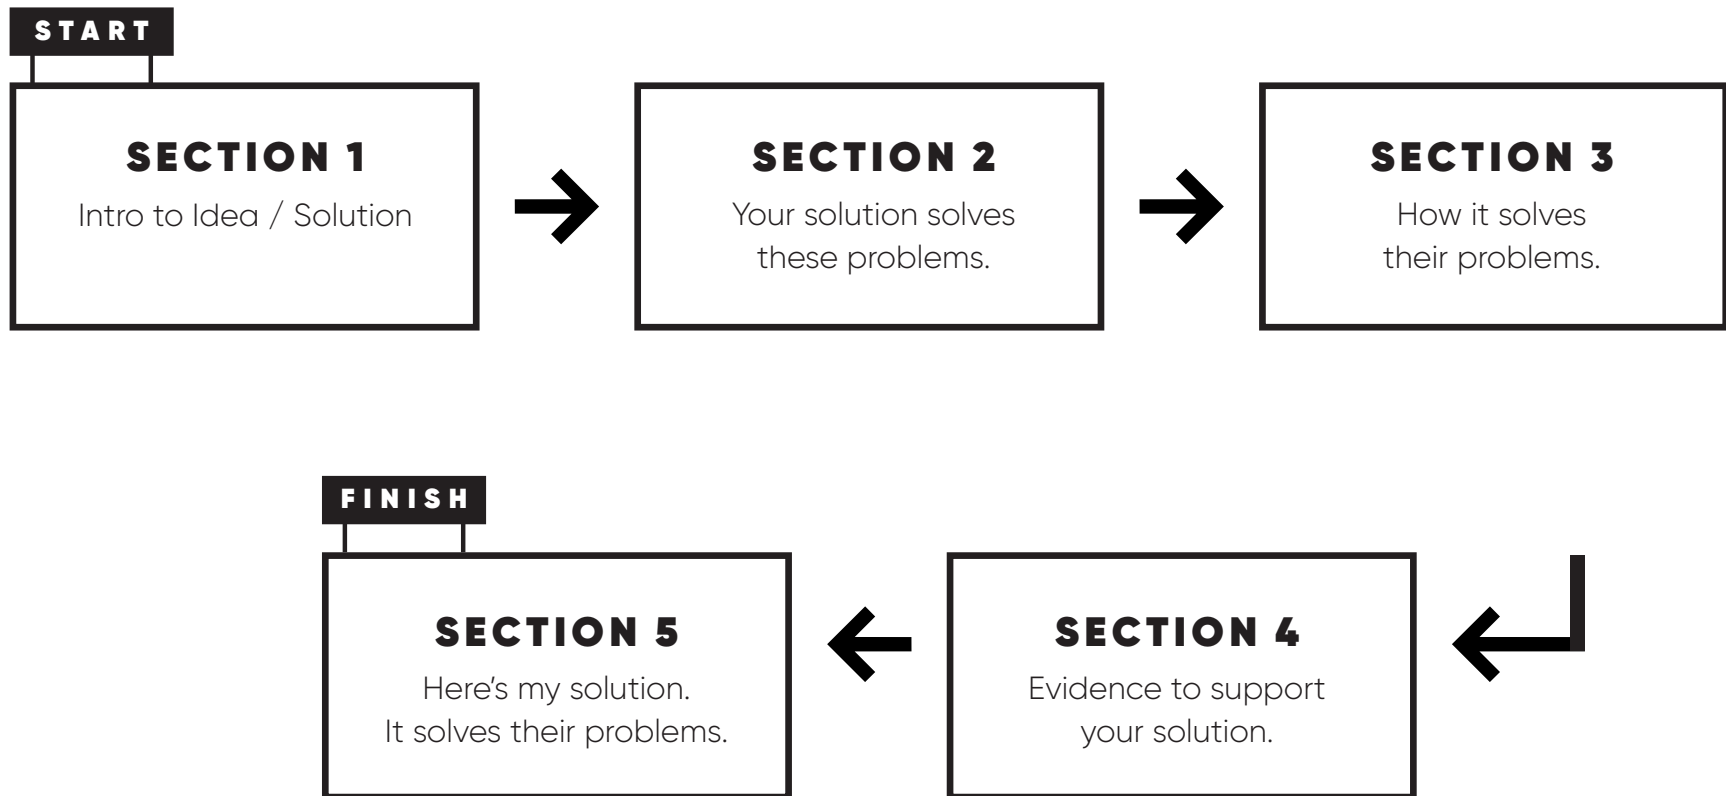 START
SECTION 1
Intro to Idea / Solution
SECTION 2
Your solution solves
these problems.
SECTION 3
How it solves
their problems.
SECTION 4
Evidence to support
your solution.
FINISH
SECTION 5
Here's my solution.
It solves their problems.